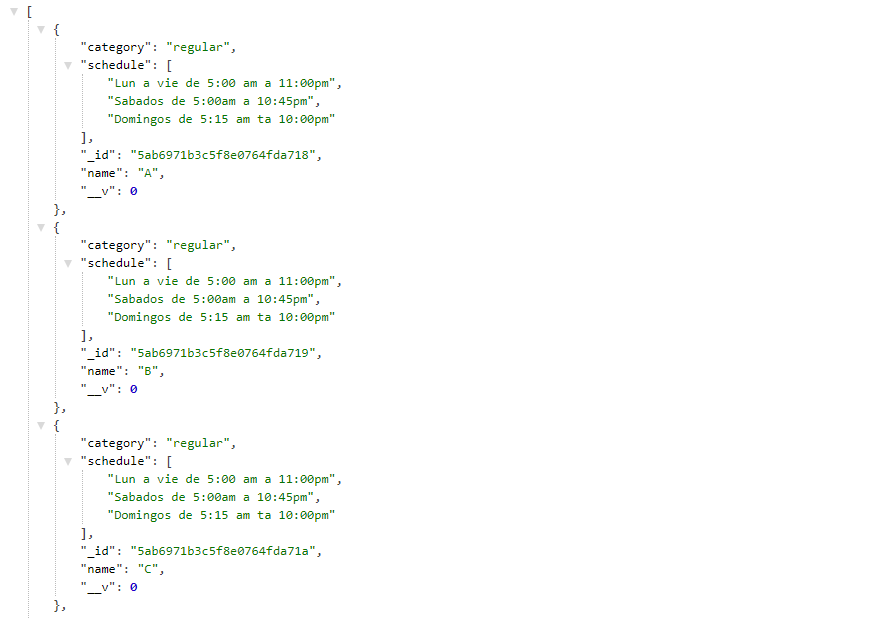 [
{
"category": "regular",
"schedule": [
"Lun a vie de 5:00 am a 11:00pm",
"Sabados de 5:00am a 10:45pm",
"Domingos de 5:15 am ta 10:00pm"
],
"_id": "5ab6971b3c5f8e0764fda718",
"name": "A",
"__v": 0
},
{
"category": "regular",
"schedule": [
"Lun a vie de 5:00 am a 11:00pm",
"Sabados de 5:00am a 10:45pm",
"Domingos de 5:15 am ta 10:00pm"
],
"_id": "5ab6971b3c5f8e0764fda719",
"name": "B",
"__v": 0
},
{
"category": "regular",
"schedule": [
"Lun a vie de 5:00 am a 11:00pm",
"Sabados de 5:00am a 10:45pm",
"Domingos de 5:15 am ta 10:00pm"
],
"_id": "5ab6971b3c5f8e0764fda71a",
"name": "C",
"__v": 0
},